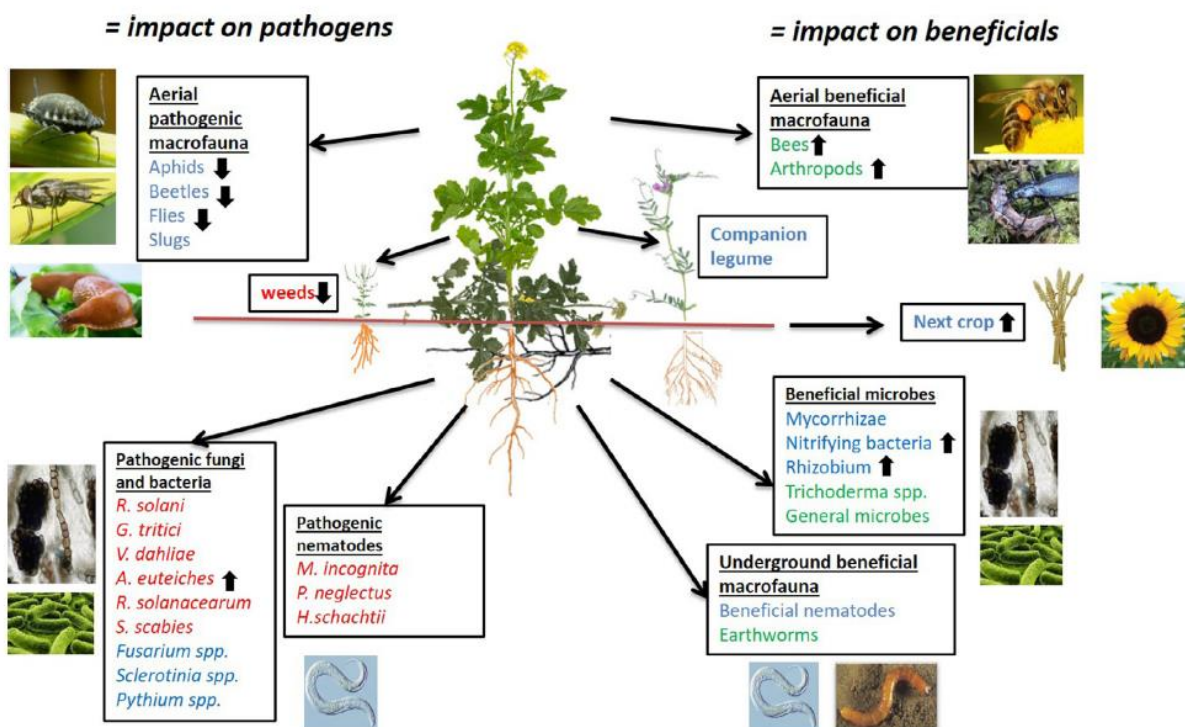 = impact on pathogens
= impact on beneficials
Aerial
pathogenic
macrofauna
Aphids
Beetles
Flies
Slugs
Aerial beneficial
macrofauna
Bees
Arthropods
Companion
legume
weeds
Next crop
Pathogenic fungi
and bacteria
R. solani
G. tritici
V. dahliae
A. euteiches
R. solanacearum
S. scabies
Fusarium spp.
Sclerotinia spp.
Pythium spp.
Pathogenic
nematodes
M. incognita
P. neglectus
H.schachtii
Beneficial microbes
Mycorrhizae
Nitrifying bacteria
Rhizobium
Trichoderma spp.
General microbes
Underground beneficial
macrofauna
Beneficial nematodes
Earthworms